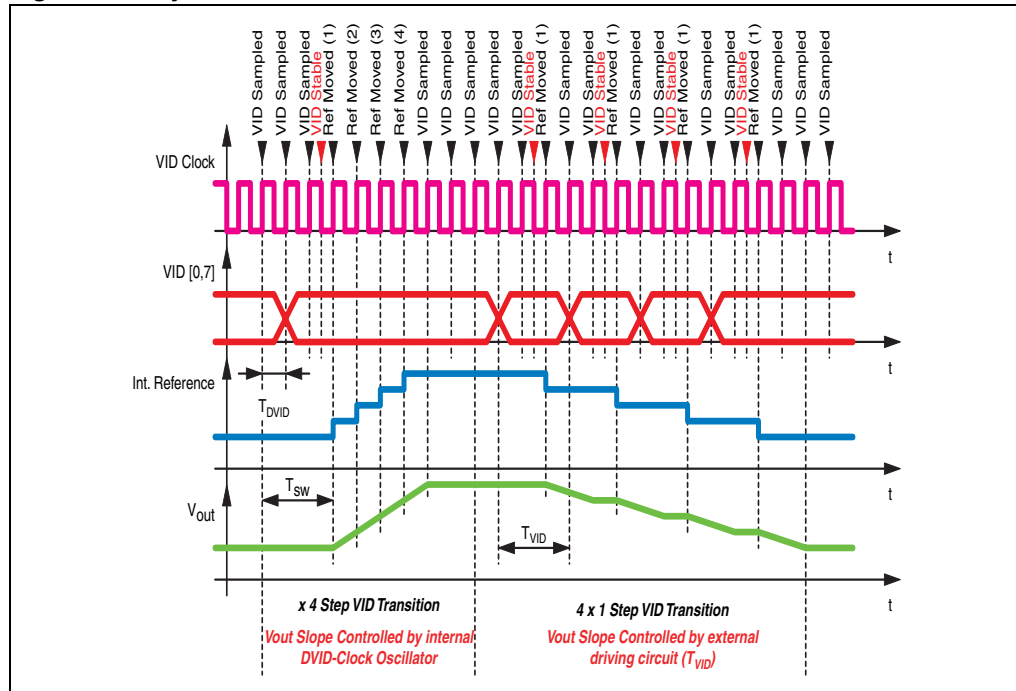 VID Sampled
VID Sampled
VID Sampled
VID Stable
Ref Moved (1)
Ref Moved (2)
Ref Moved (3)
Ref Moved (4)
VID Sampled
VID Sampled
VID Sampled
VID Sampled
VID Sampled
VID Stable
Ref Moved (1)
VID Sampled
VID Sampled
VID Stable
Ref Moved (1)
VID Sampled
VID Sampled
VID Stable
Ref Moved (1)
VID Sampled
VID Sampled
VID Stable
Ref Moved (1)
VID Sampled
VID Sampled
VID Sampled
VID Clock
t
VID [0,7]
t
Int. Reference
TDVID
t
Vout
Tsw
TVID
t
x 4 Step VID Transition
Vout Slope Controlled by internal
DVID-Clock Oscillator
4 x 1 Step VID Transition
Vout Slope Controlled by external
driving circuit (TVID)